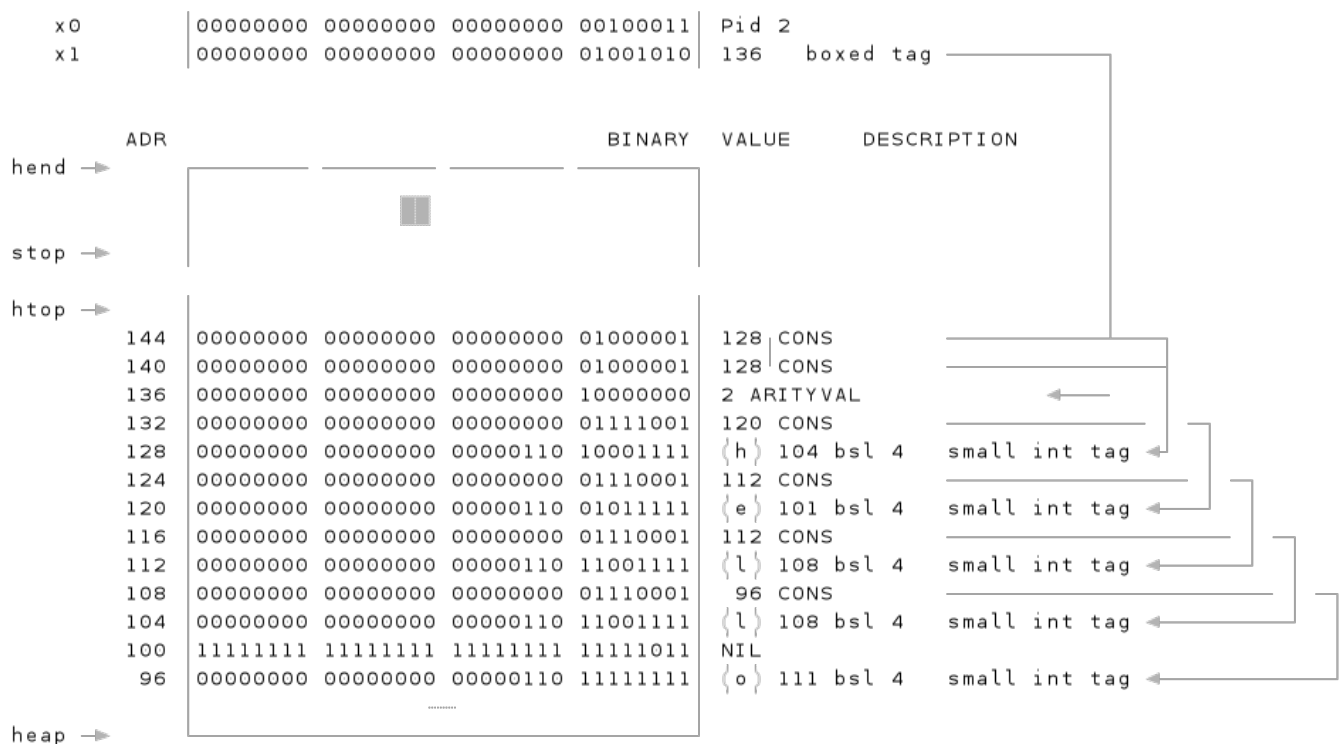 x0 00000000 00000000 00000000 00100011 Pid 2
x1 00000000 00000000 00000000 01001010 136 boxed tag
ADR BINARY VALUE DESCRIPTION
hend
stop
htop
144 00000000 00000000 00000000 01000001 128 CONS
140 00000000 00000000 00000000 01000001 128 CONS
136 00000000 00000000 00000000 10000000 2 ARITYVAL
132 00000000 00000000 00000000 01111001 120 CONS
128 00000000 00000000 00000110 10001111 (h) 104 bsl 4 small int tag
124 00000000 00000000 00000000 01110001 112 CONS
120 00000000 00000000 00000110 01011111 (e) 101 bsl 4 small int tag
116 00000000 00000000 00000000 01110001 112 CONS
112 00000000 00000000 00000110 11001111 (l) 108 bsl 4 small int tag
108 00000000 00000000 00000000 01110001 96 CONS
104 00000000 00000000 00000110 11001111 (l) 108 bsl 4 small int tag
100 11111111 11111111 11111111 11111011 NIL
96 00000000 00000000 00000110 11111111 (o) 111 bsl 4 small int tag
heap